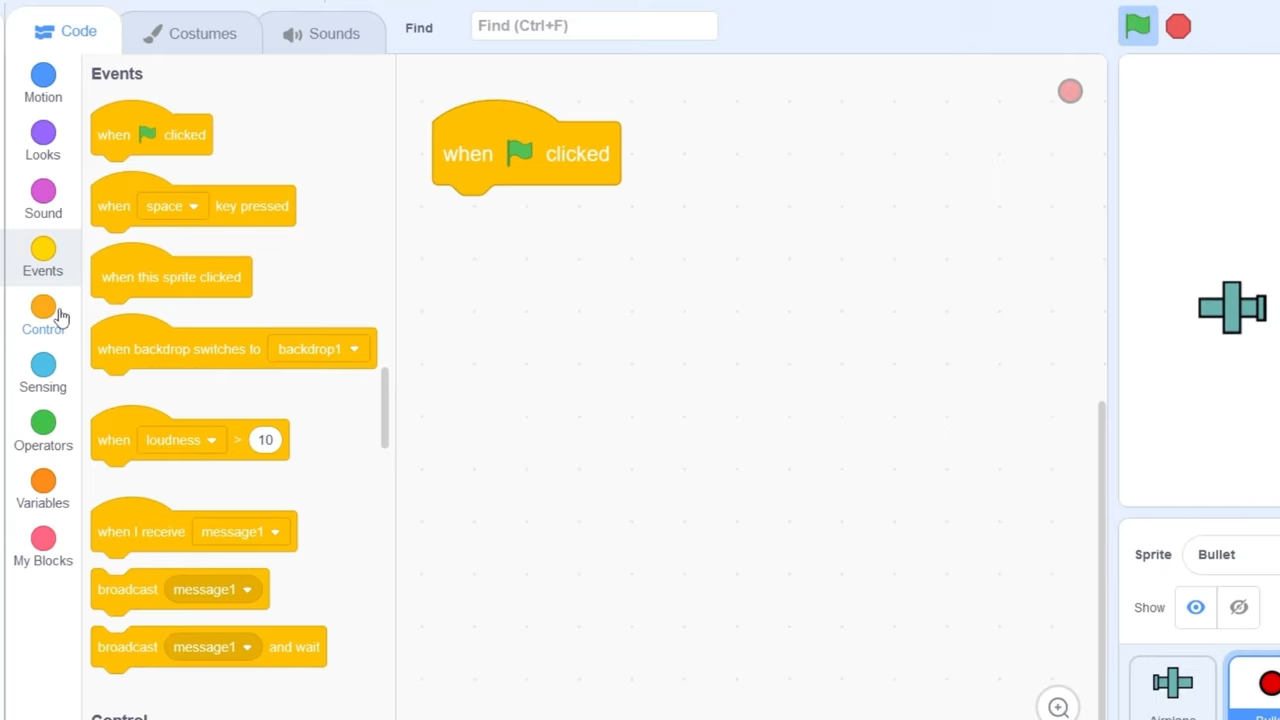 Code
Costumes
Sounds
Find
Find (Ctrl+F)
Motion
Looks
Sound
Events
Control
Sensing
Operators
Variables
My Blocks
Events
when clicked
when space key pressed
when this sprite clicked
when backdrop switches to backdrop1
when loudness > 10
when I receive message1
broadcast message1
broadcast message1 and wait
Control
when clicked
Sprite Bullet
Show
Airplane